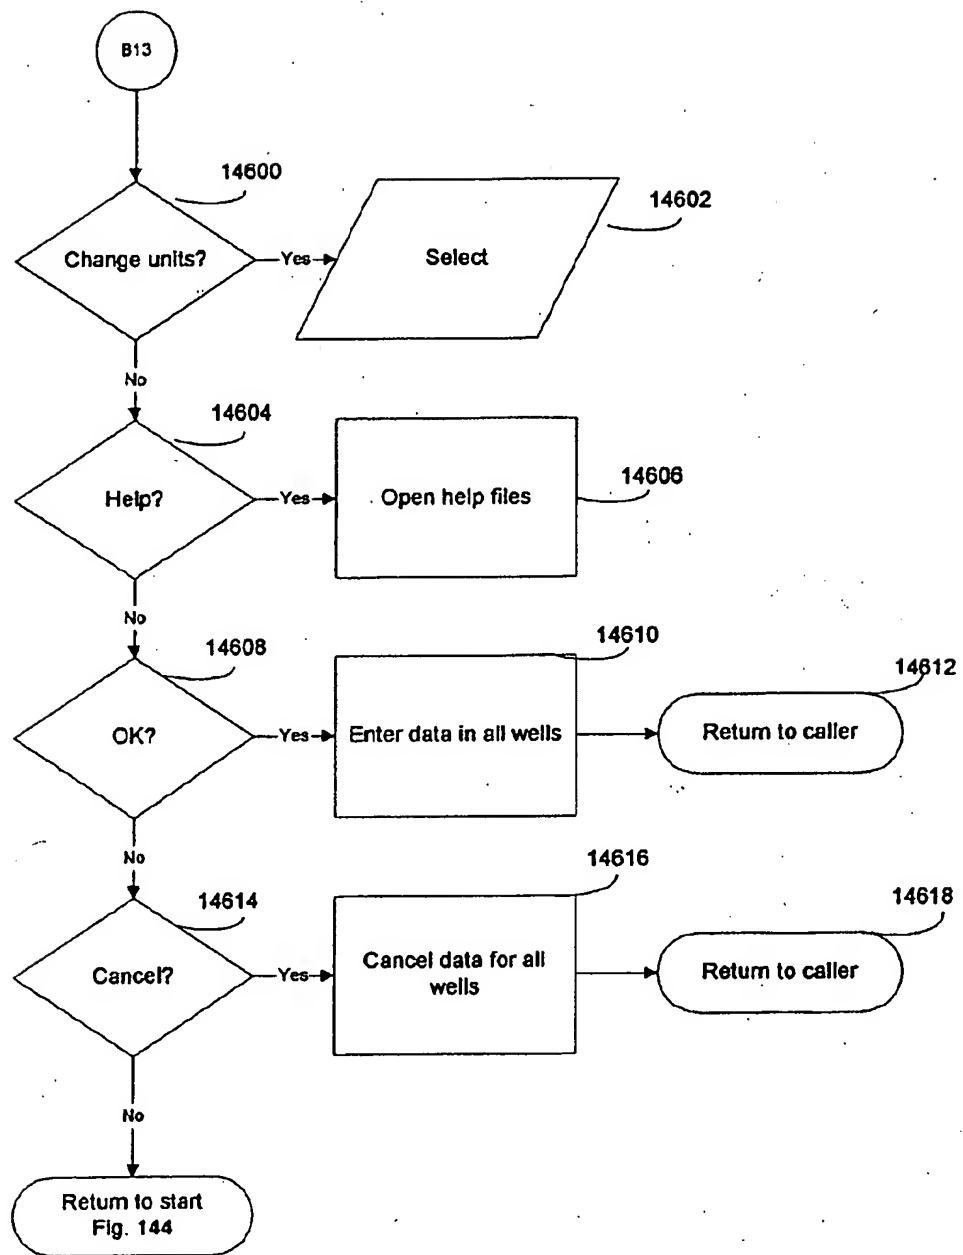 B13
14600
Change units?
Yes
Select
14602
No
14604
Help?
Yes
Open help files
14606
No
14608
OK?
Yes
14610
Enter data in all wells
14612
Return to caller
No
14614
Cancel?
Yes
14616
Cancel data for all
wells
14618
Return to caller
No
Return to start
Fig. 144